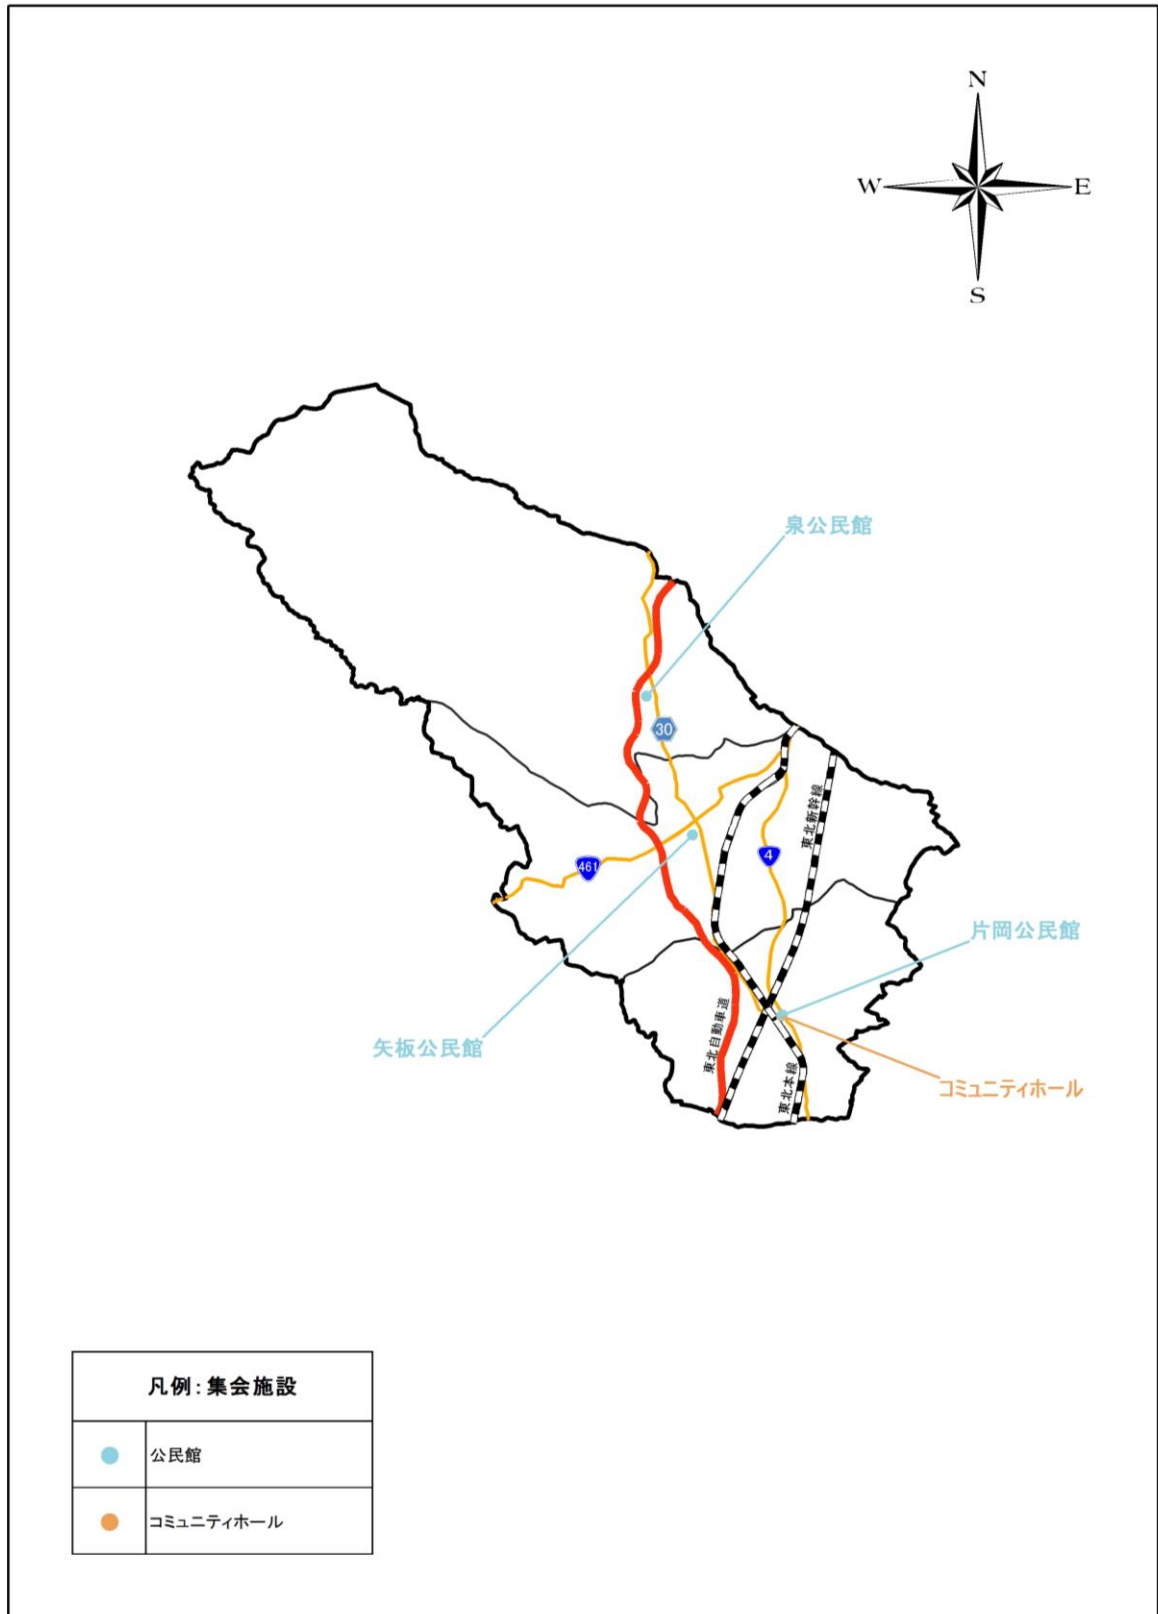 N
W
E
S
泉公民館
30
東北新幹線
461
4
片岡公民館
矢板公民館
東北自動車道
東北本線
コミュニティホール
凡例：集会施設
公民館
コミュニティホール